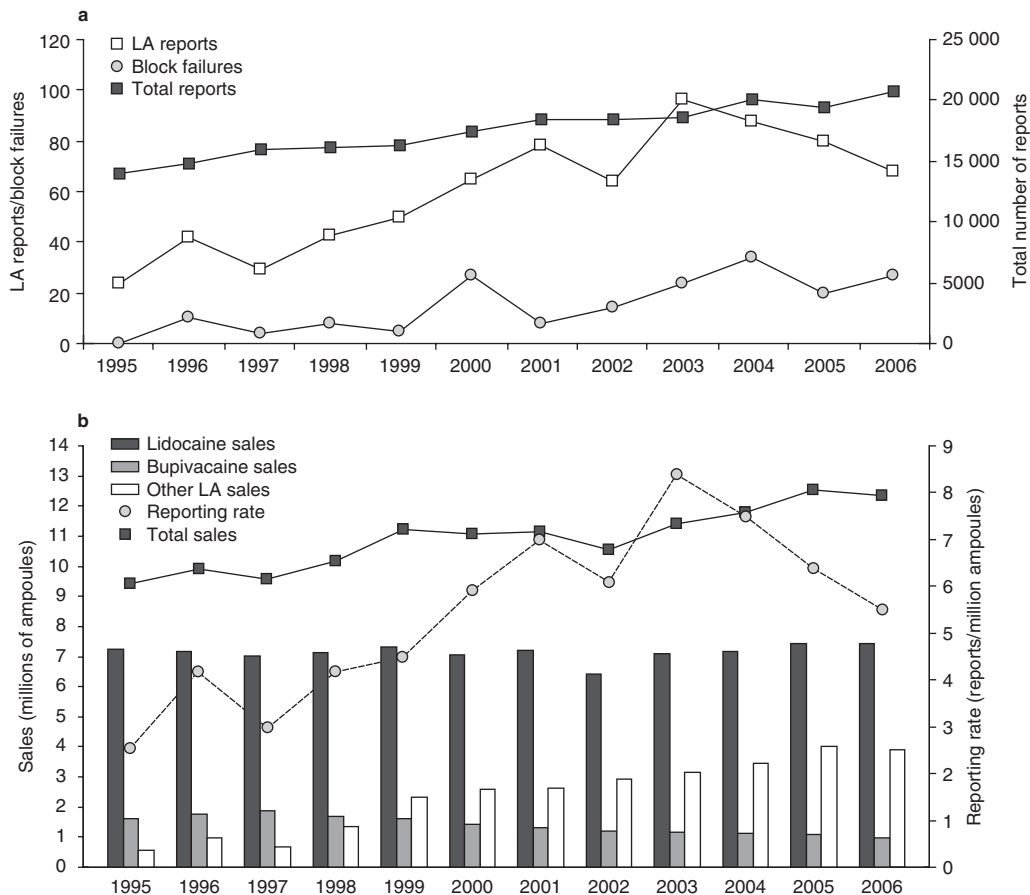 a
LA reports
Block failures
Total reports
LA reports/block failures
120
100
80
60
40
20
0
Total number of reports
25 000
20 000
15 000
10 000
5000
0
1995 1996 1997 1998 1999 2000 2001 2002 2003 2004 2005 2006
b
Lidocaine sales
Bupivacaine sales
Other LA sales
Reporting rate
Total sales
Sales (millions of ampoules)
14
13
12
11
10
9
8
7
6
5
4
3
2
1
0
Reporting rate (reports/million ampoules)
9
8
7
6
5
4
3
2
1
0
1995 1996 1997 1998 1999 2000 2001 2002 2003 2004 2005 2006